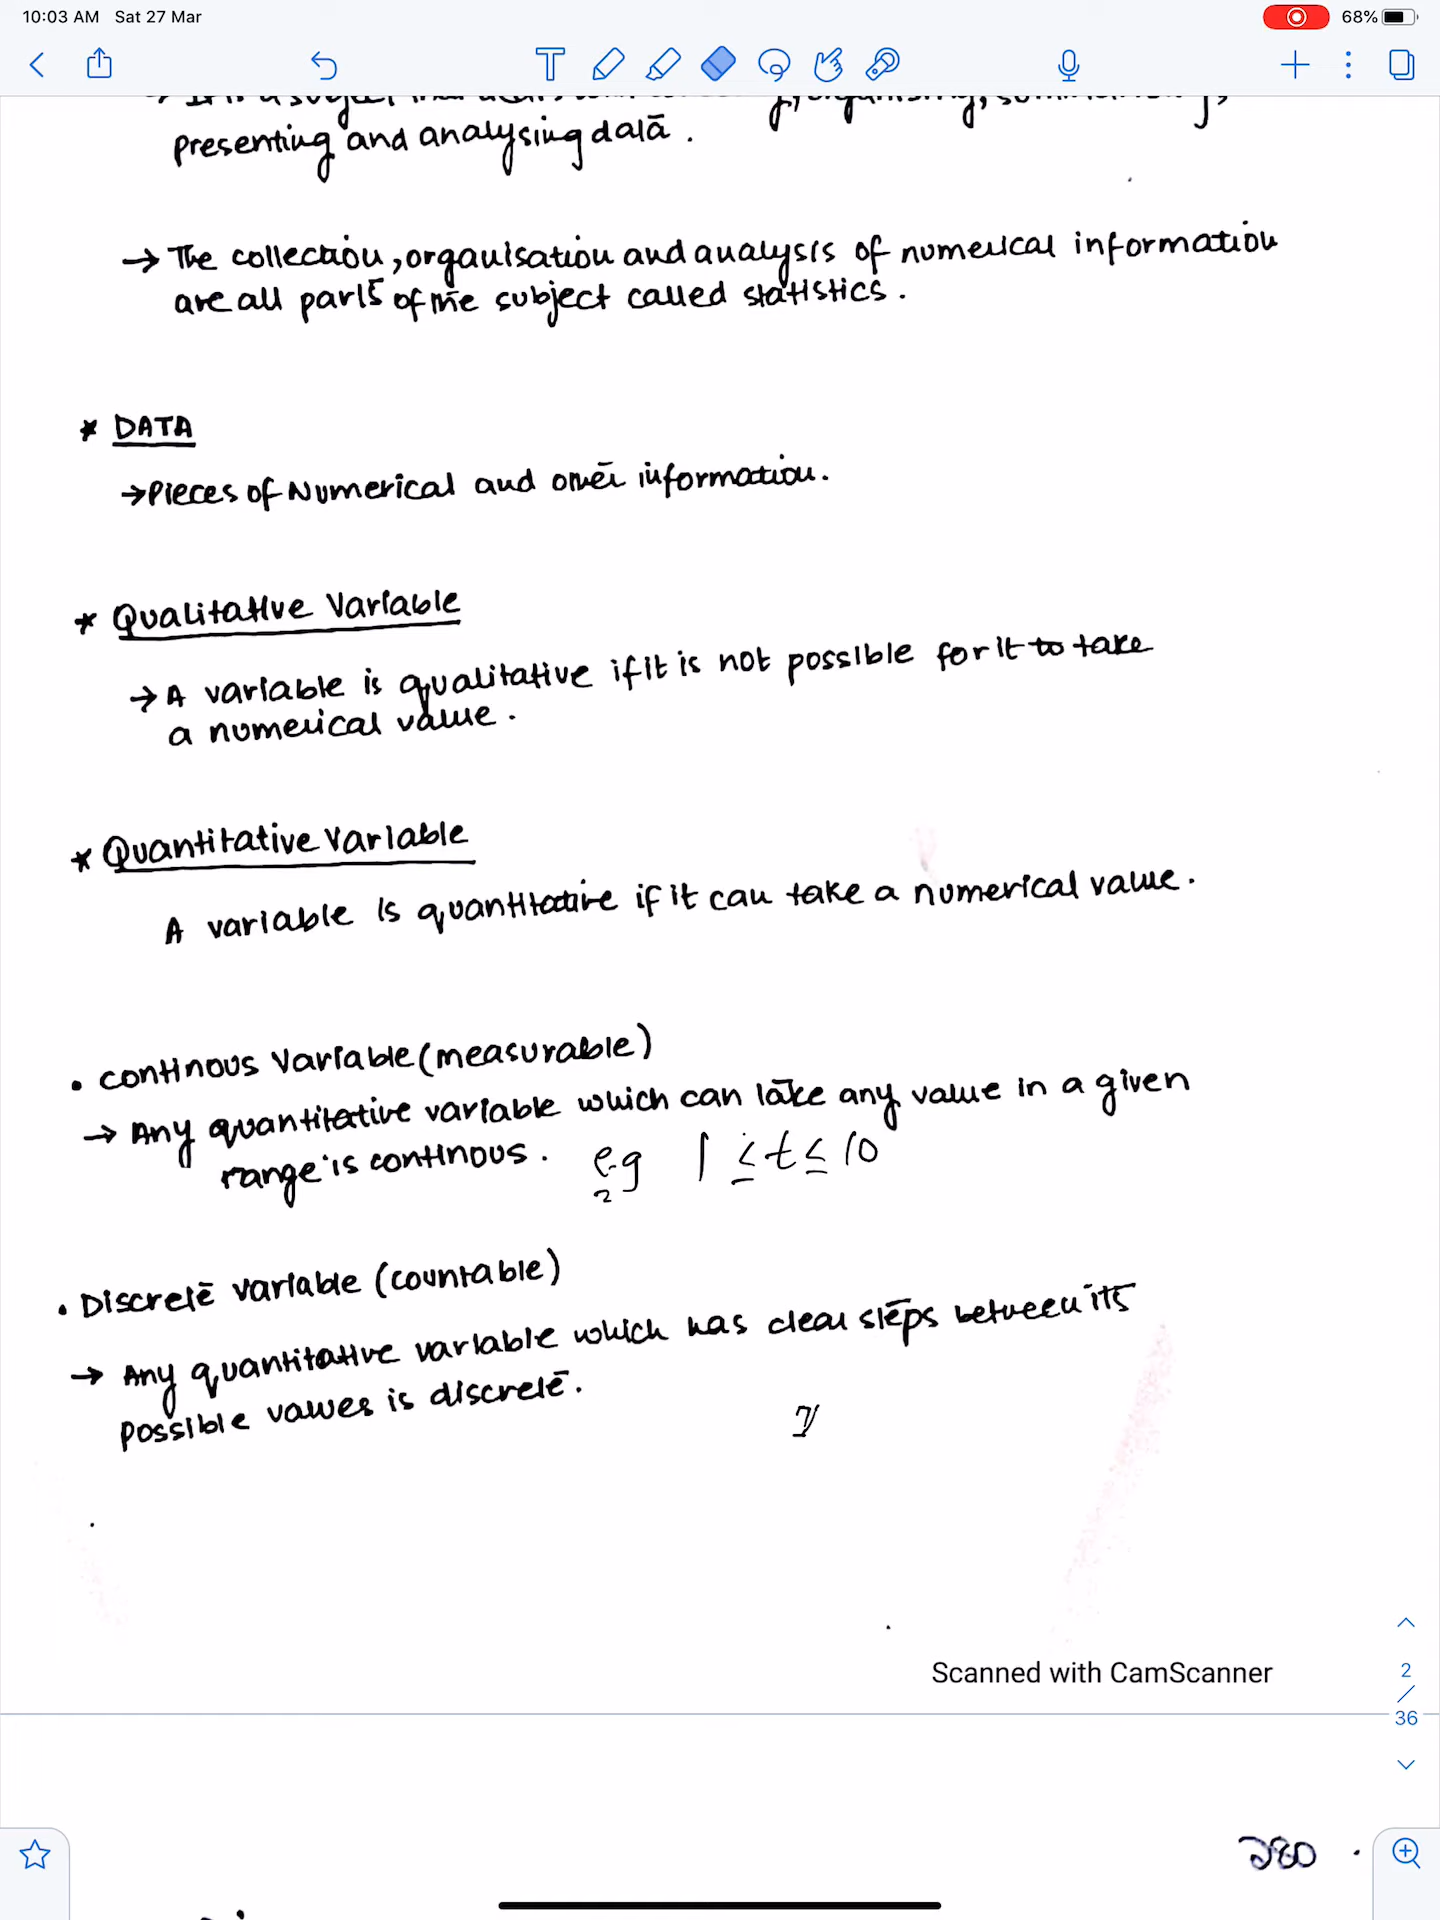 10:03 AM Sat 27 Mar
68%
presenting and analysing data.
→ The collection, organisation and analysis of numerical information
are all parts of the subject called statistics.
* DATA
→ Pieces of Numerical and other information.
* Qualitative Variable
→ A variable is qualitative if it is not possible for it to take
a numerical value.
* Quantitative Variable
A variable is quantitative if it can take a numerical value.
• continous variable (measurable)
→ Any quantitative variable which can take any value in a given
range is continous. e.g 1 ≤ t ≤ 10
• Discrete variable (countable)
→ Any quantitative variable which has clear steps between its
possible values is discrete.
Scanned with CamScanner
2
/
36